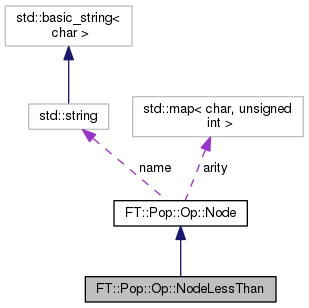 std::basic_string<
char >
std::string
std::map< char, unsigned
int >
name
arity
FT::Pop::Op::Node
FT::Pop::Op::NodeLessThan